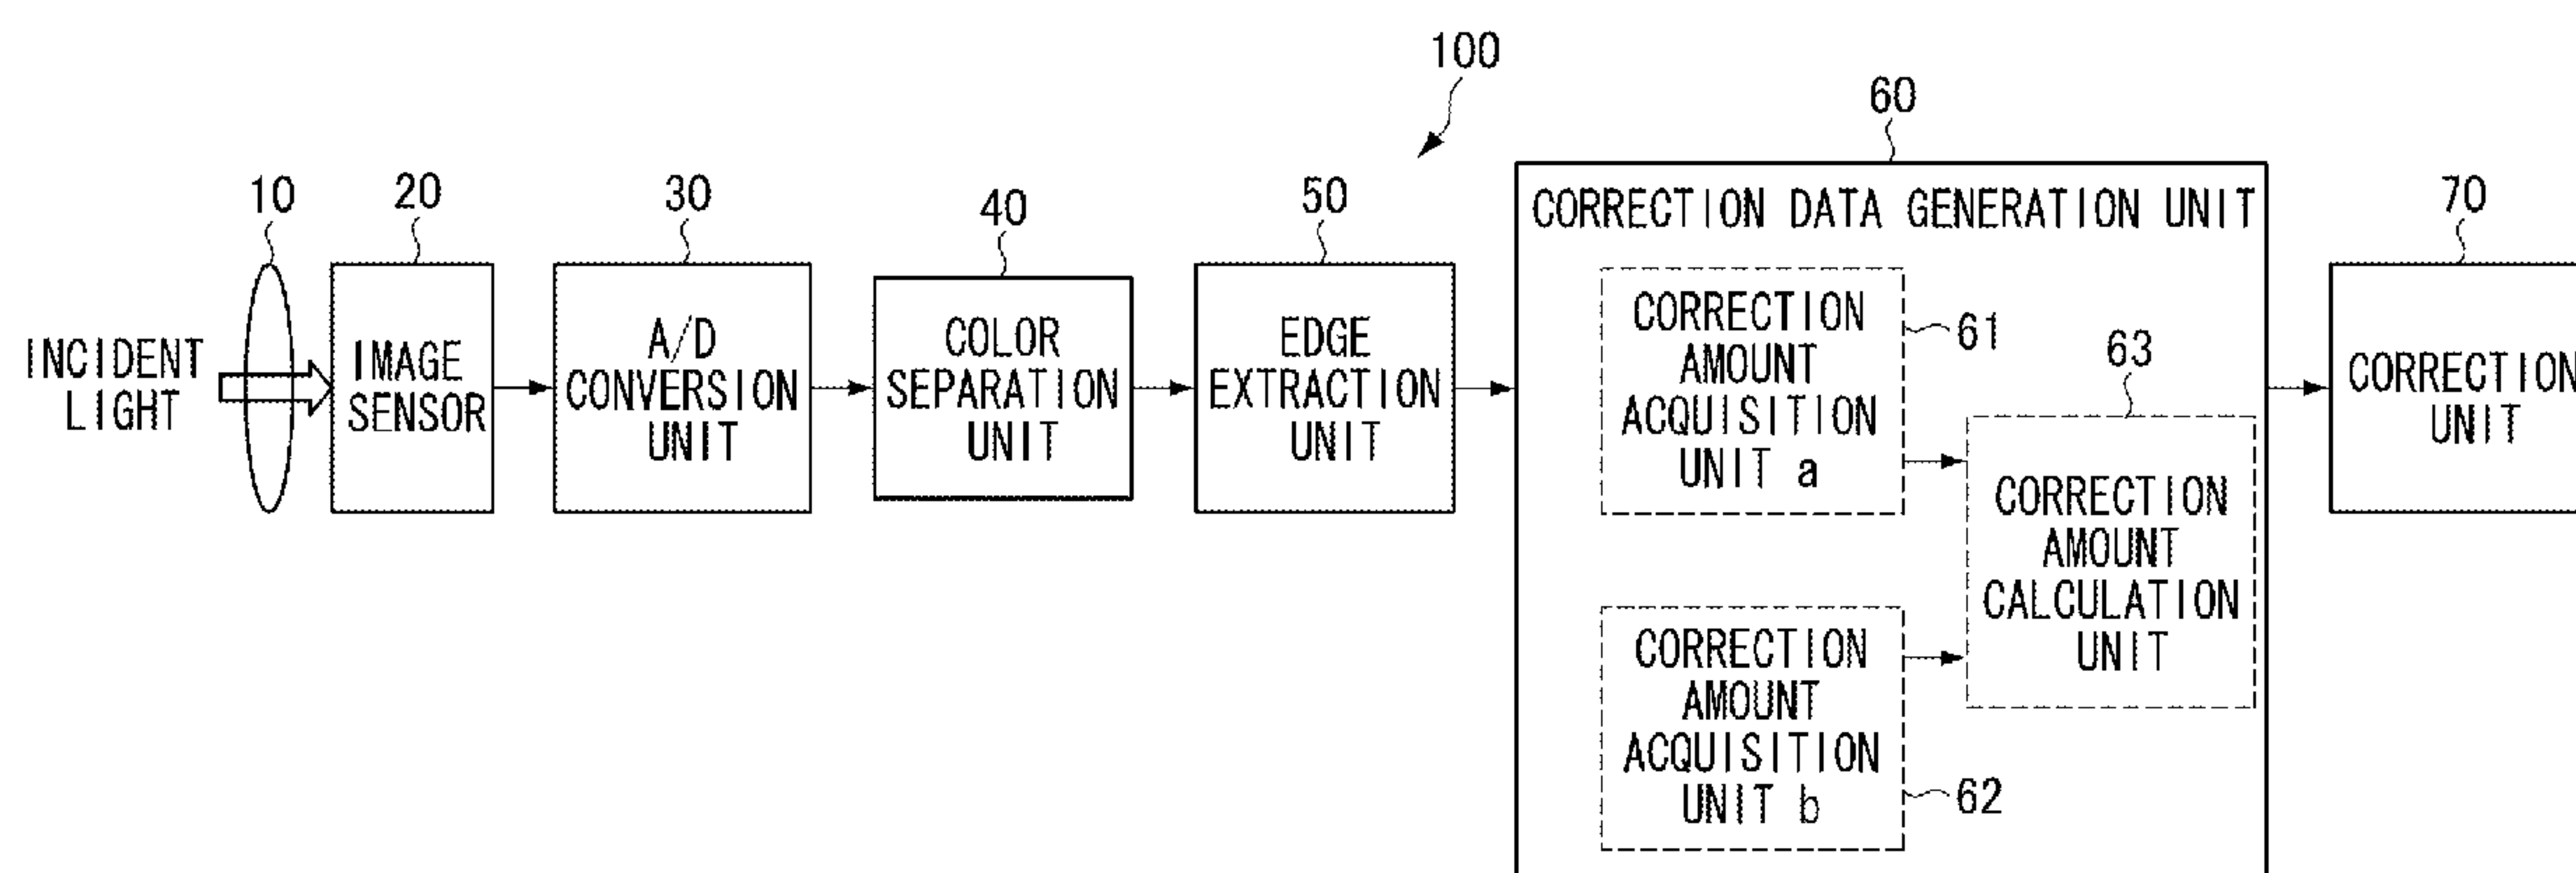 100
60
10
20
30
40
50
70
CORRECTION DATA GENERATION UNIT
INCIDENT
LIGHT
IMAGE
SENSOR
A/D
CONVERSION
UNIT
COLOR
SEPARATION
UNIT
EDGE
EXTRACTION
UNIT
CORRECTION
AMOUNT
ACQUISITION
UNIT a
61
63
CORRECTION
AMOUNT
CALCULATION
UNIT
CORRECTION
AMOUNT
ACQUISITION
UNIT b
62
CORRECTION
UNIT